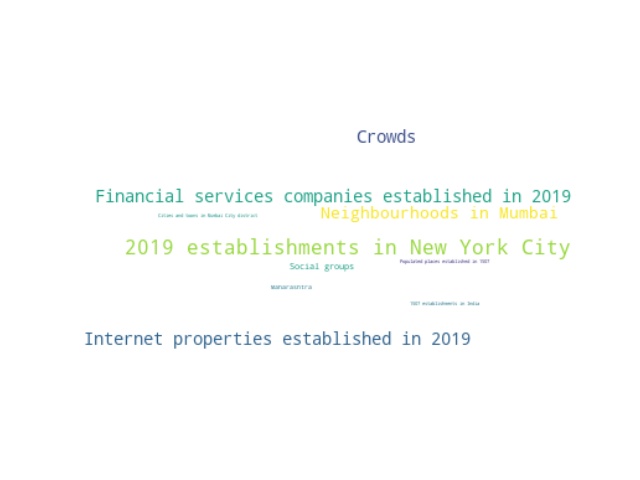 Crowds
Financial services companies established in 2019
Neighbourhoods in Mumbai
Cities and towns in Mumbai City district
2019 establishments in New York City
Populated places established in 1507
Social groups
Maharashtra
1507 establishments in India
Internet properties established in 2019